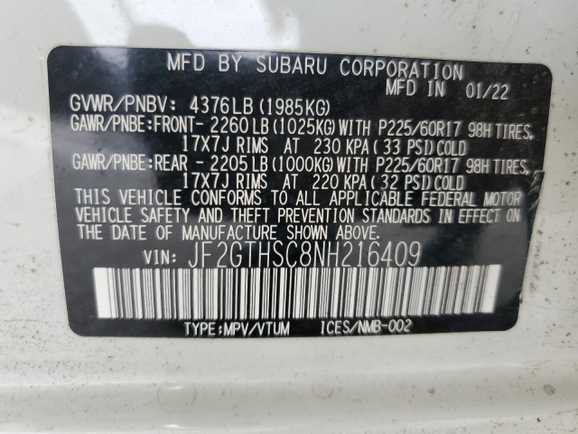 MFD BY SUBARU CORPORATION
MFD IN 01/22
GVWR/PNBV: 4376LB(1985KG)
GAWR/PNBE:FRONT- 2260LB(1025KG)WITH P225/60R17 98H TIRES,
17X7J RIMS AT 230 KPA(33 PSI)COLD
GAWR/PNBE:REAR - 2205LB(1000KG)WITH P225/60R17 98H TIRES,
17X7J RIMS AT 220 KPA(32 PSI)COLD
THIS VEHICLE CONFORMS TO ALL APPLICABLE FEDERAL MOTOR
VEHICLE SAFETY AND THEFT PREVENTION STANDARDS IN EFFECT ON
THE DATE OF MANUFACTURE SHOWN ABOVE.
VIN: JF2GTHSC8NH216409
TYPE:MPV/VTUM ICES/NMB-002